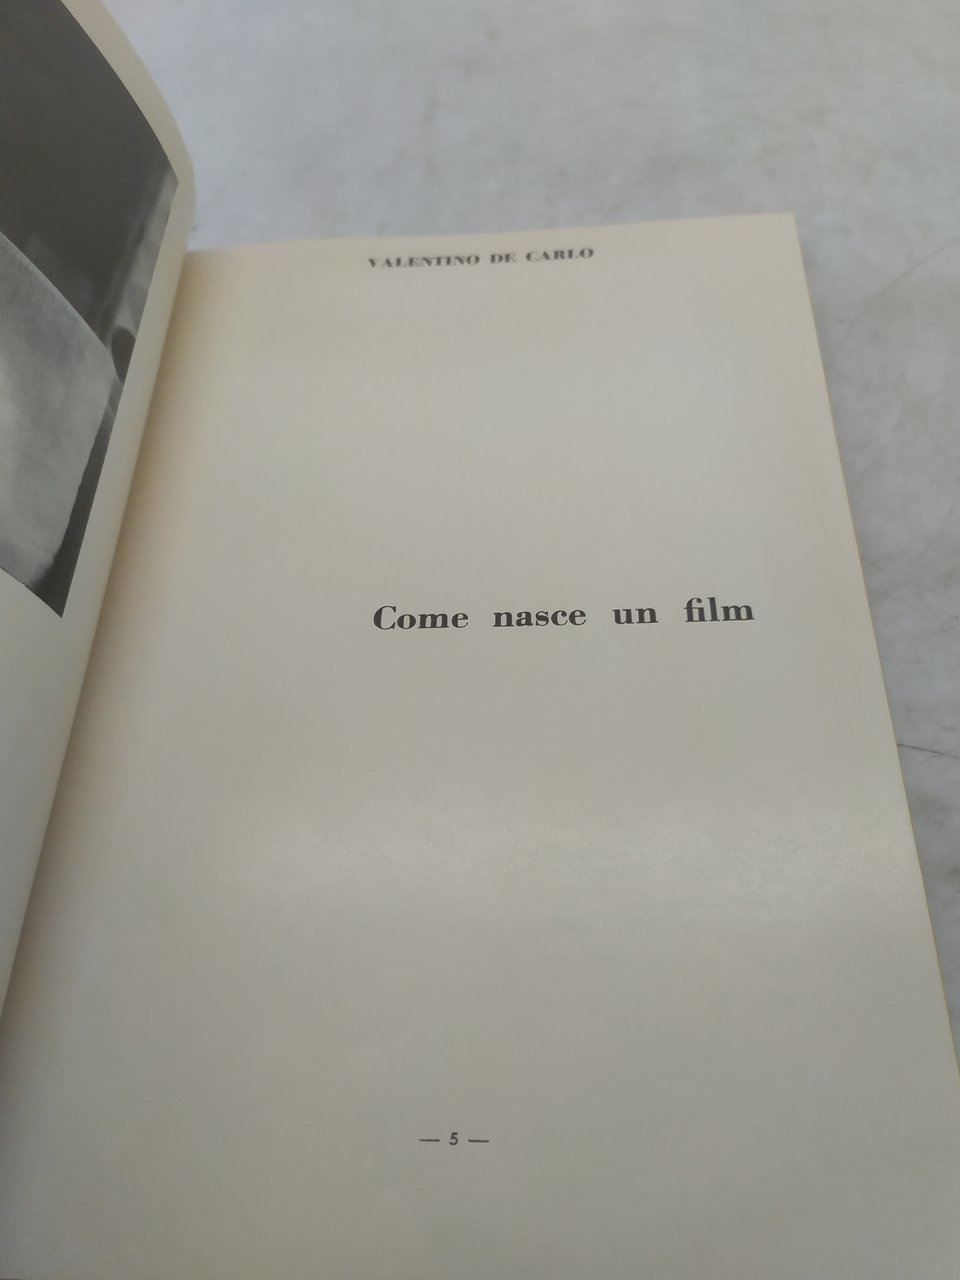 VALENTINO DE CARLO
Come nasce un film
— 5 —